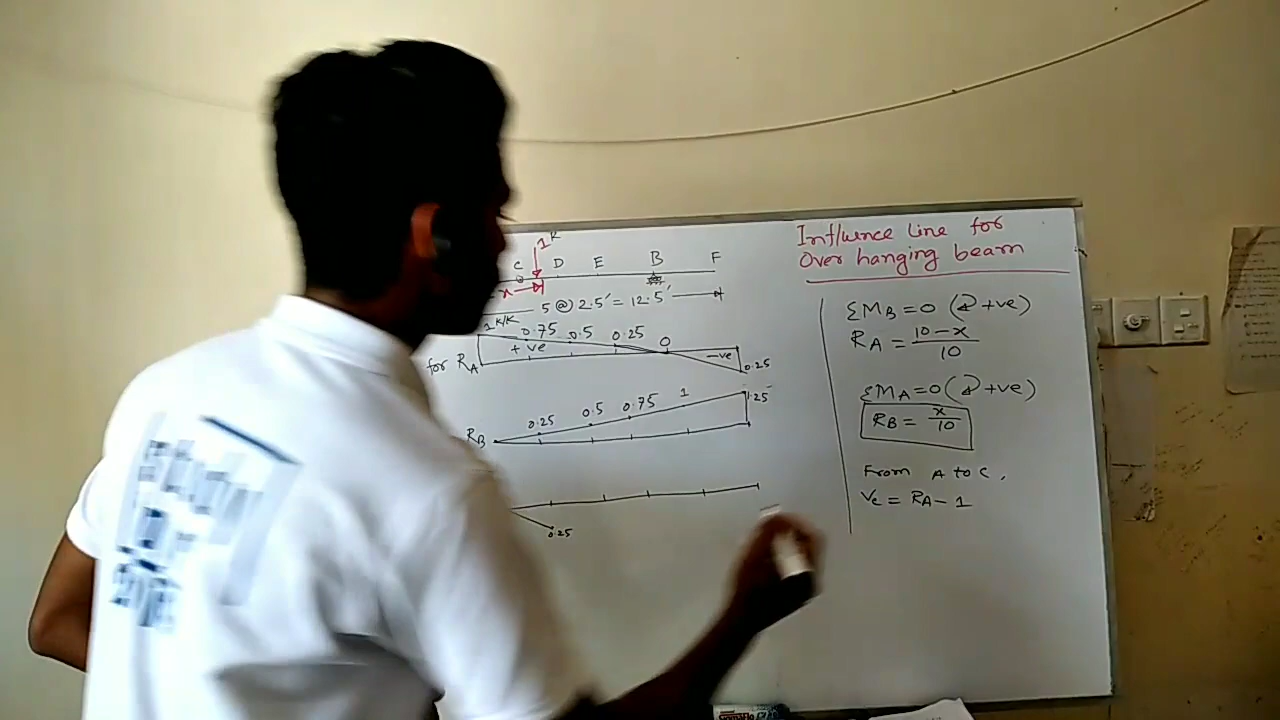 Influence line for
Over hanging beam
1K
C D E B F
x
5 @ 2.5' = 12.5'
1 K/K 0.75 0.5 0.25 0
for RA +ve -ve 0.25
0.25 0.5 0.75 1 1.25
RB
0.25
ΣMB = 0 (↻ +ve)
RA = (10 - x)/10
ΣMA = 0 (↻ +ve)
RB = x/10
From A to C,
Vc = RA - 1